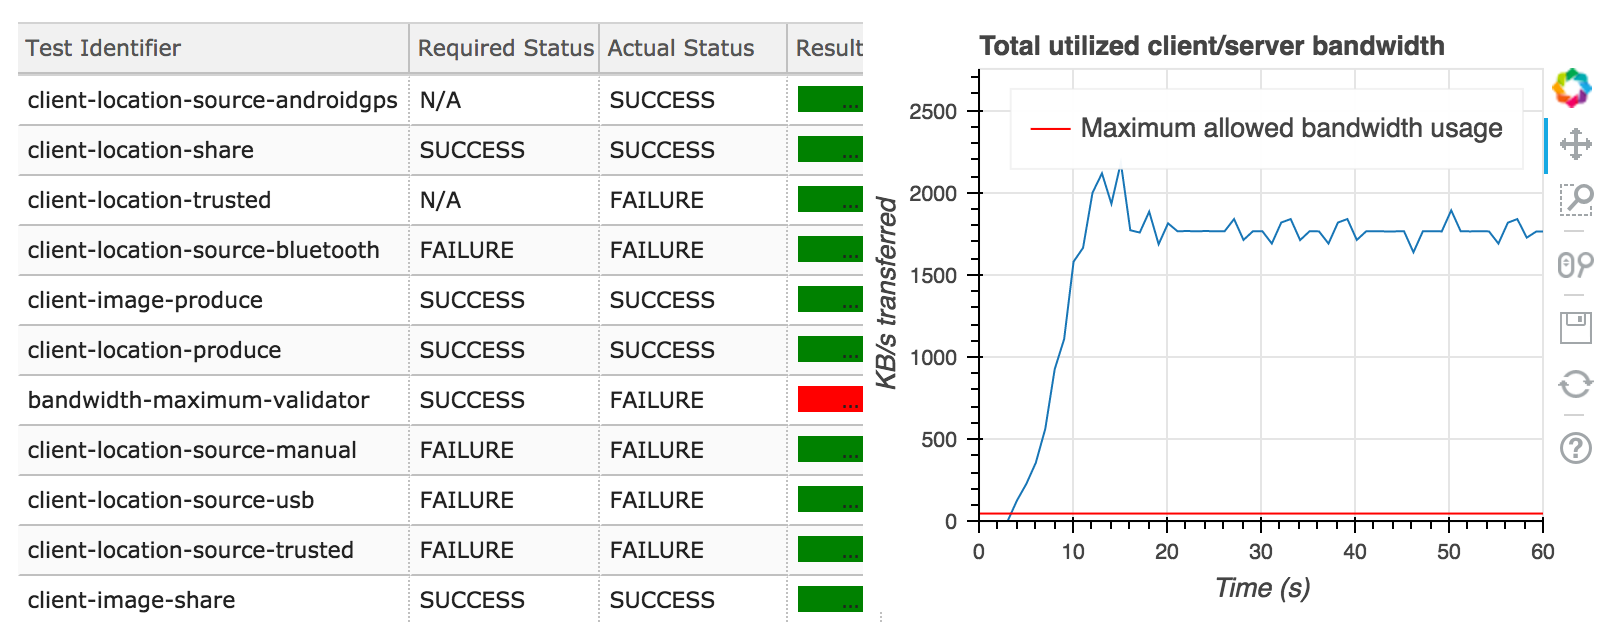 Test Identifier Required Status Actual Status Result
client-location-source-androidgps N/A SUCCESS ...
client-location-share SUCCESS SUCCESS ...
client-location-trusted N/A FAILURE ...
client-location-source-bluetooth FAILURE FAILURE ...
client-image-produce SUCCESS SUCCESS ...
client-location-produce SUCCESS SUCCESS ...
bandwidth-maximum-validator SUCCESS FAILURE ...
client-location-source-manual FAILURE FAILURE ...
client-location-source-usb FAILURE FAILURE ...
client-location-source-trusted FAILURE FAILURE ...
client-image-share SUCCESS SUCCESS ...
Total utilized client/server bandwidth
Maximum allowed bandwidth usage
KB/s transferred
2500
2000
1500
1000
500
0
0 10 20 30 40 50 60
Time (s)
?